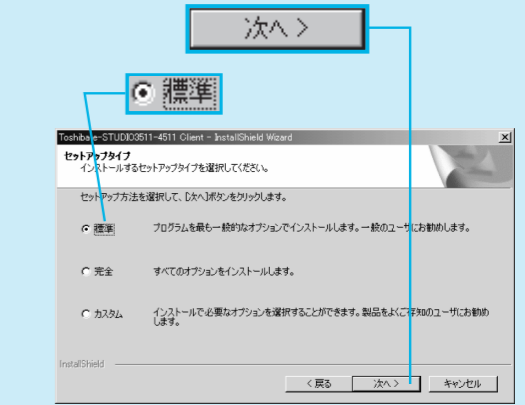 次へ >
標準
Toshiba e-STUDIO3511-4511 Client - InstallShield Wizard
セットアップタイプ
インストールするセットアップタイプを選択してください。
セットアップ方法を選択して、[次へ]ボタンをクリックします。
標準 プログラムを最も一般的なオプションでインストールします。一般のユーザにお勧めします。
完全 すべてのオプションをインストールします。
カスタム インストールで必要なオプションを選択することができます。製品をよくご存知のユーザにお勧め
します。
InstallShield
< 戻る 次へ > キャンセル